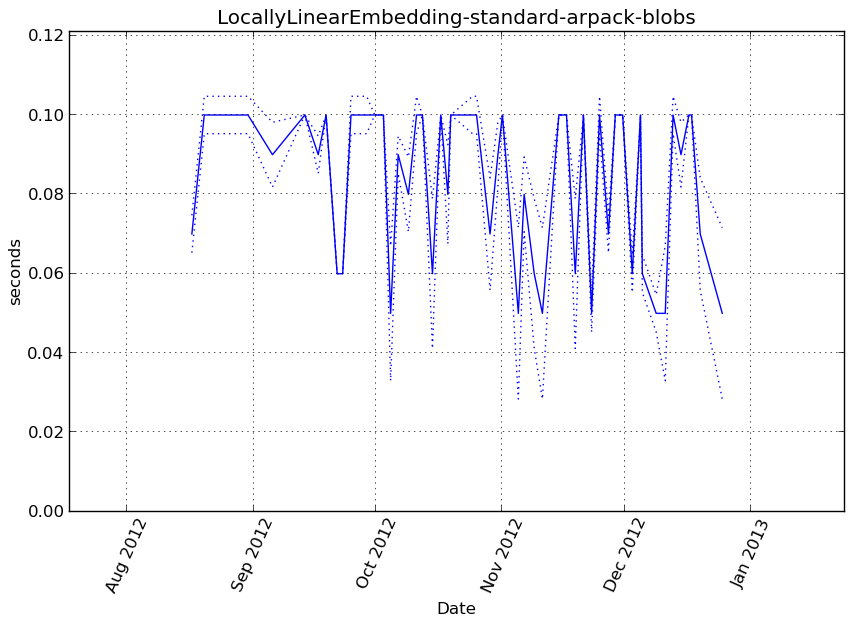 LocallyLinearEmbedding-standard-arpack-blobs
0.12
0.10
0.08
0.06
0.04
0.02
0.00
seconds
Aug 2012
Sep 2012
Oct 2012
Nov 2012
Dec 2012
Jan 2013
Date